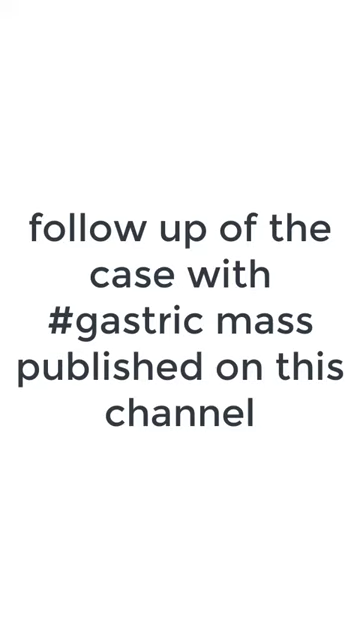 follow up of the
case with
#gastric mass
published on this
channel